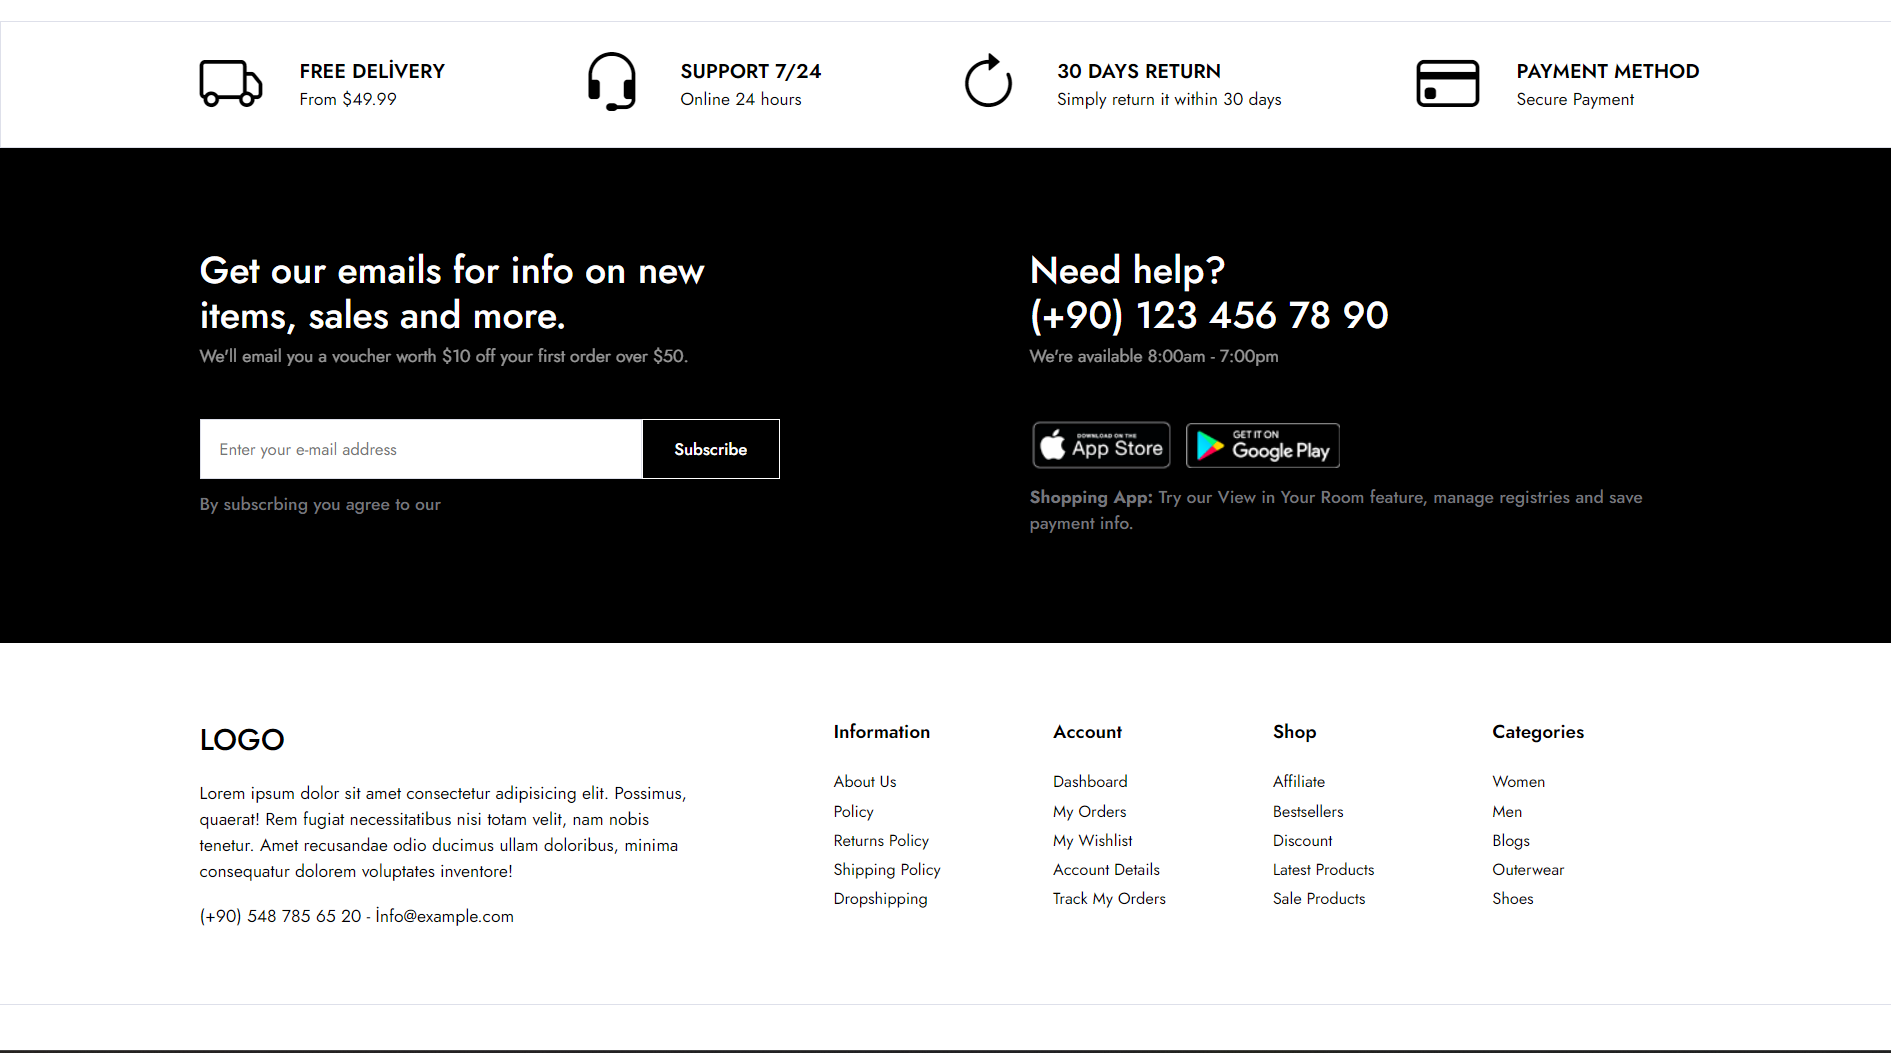 FREE DELİVERY
From $49.99
SUPPORT 7/24
Online 24 hours
30 DAYS RETURN
Simply return it within 30 days
PAYMENT METHOD
Secure Payment
Get our emails for info on new
items, sales and more.
We'll email you a voucher worth $10 off your first order over $50.
Enter your e-mail address
Subscribe
By subscrbing you agree to our
Need help?
(+90) 123 456 78 90
We're available 8:00am - 7:00pm
DOWNLOAD ON THE
App Store
GET IT ON
Google Play
Shopping App: Try our View in Your Room feature, manage registries and save
payment info.
LOGO
Lorem ipsum dolor sit amet consectetur adipisicing elit. Possimus,
quaerat! Rem fugiat necessitatibus nisi totam velit, nam nobis
tenetur. Amet recusandae odio ducimus ullam doloribus, minima
consequatur dolorem voluptates inventore!
(+90) 548 785 65 20 - İnfo@example.com
Information
About Us
Policy
Returns Policy
Shipping Policy
Dropshipping
Account
Dashboard
My Orders
My Wishlist
Account Details
Track My Orders
Shop
Affiliate
Bestsellers
Discount
Latest Products
Sale Products
Categories
Women
Men
Blogs
Outerwear
Shoes